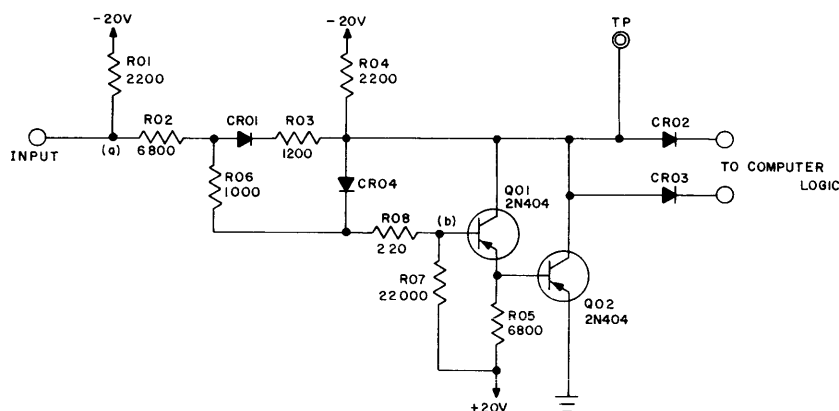 -20V
R01
2200
-20V
R04
2200
TP
INPUT
(a)
R02
6800
CR01
R03
1200
CR02
TO COMPUTER
LOGIC
CR03
R06
1000
CR04
R08
220
(b)
Q01
2N404
R07
22000
R05
6800
Q02
2N404
+20V